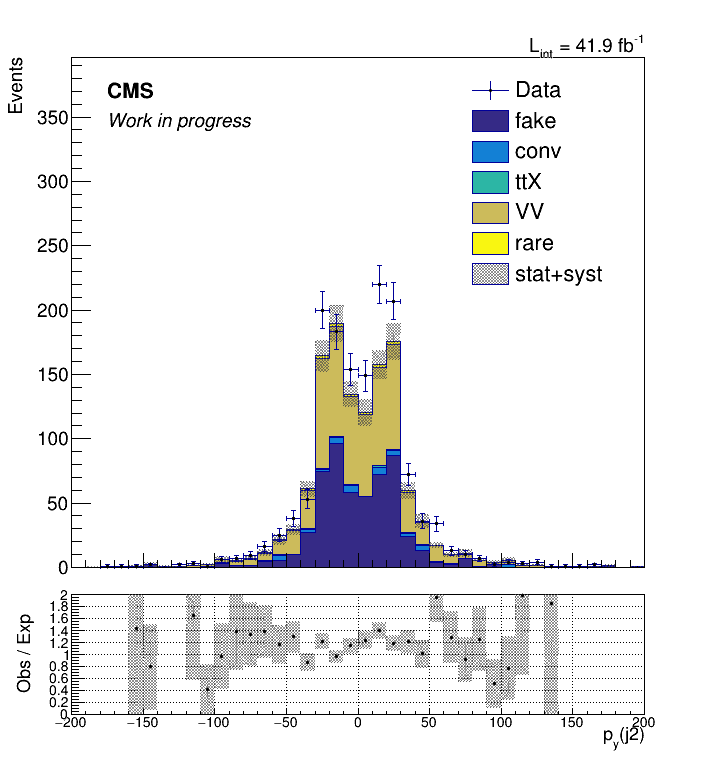 L_int = 41.9 fb^-1
Events
CMS
Work in progress
Data
fake
conv
ttX
VV
rare
stat+syst
350
300
250
200
150
100
50
0
Obs / Exp
2
1.8
1.6
1.4
1.2
1
0.8
0.6
0.4
0.2
0
−200 −150 −100 −50 0 50 100 150 200
p_y(j2)